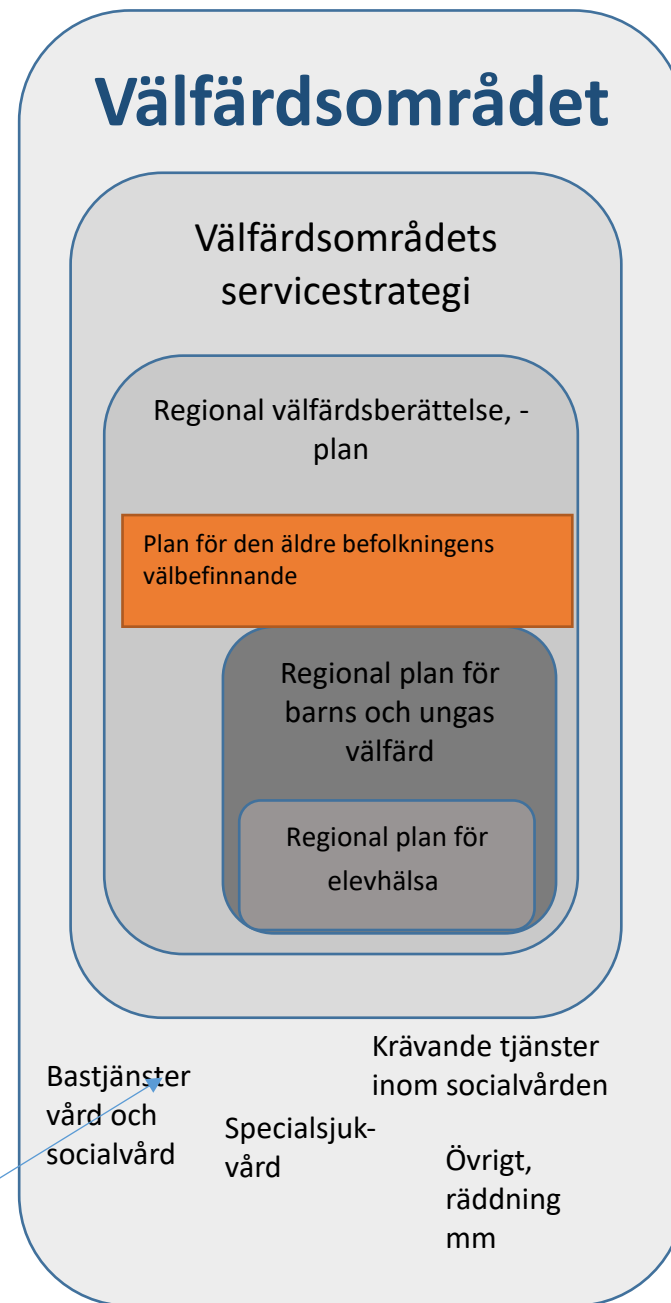 Välfärdsområdet
Välfärdsområdets
servicestrategi
Regional välfärdsberättelse, -
plan
Plan för den äldre befolkningens
välbefinnande
Regional plan för
barns och ungas
välfärd
Regional plan för
elevhälsa
Bastjänster
vård och
socialvård
Specialsjuk-
vård
Krävande tjänster
inom socialvården
Övrigt,
räddning
mm